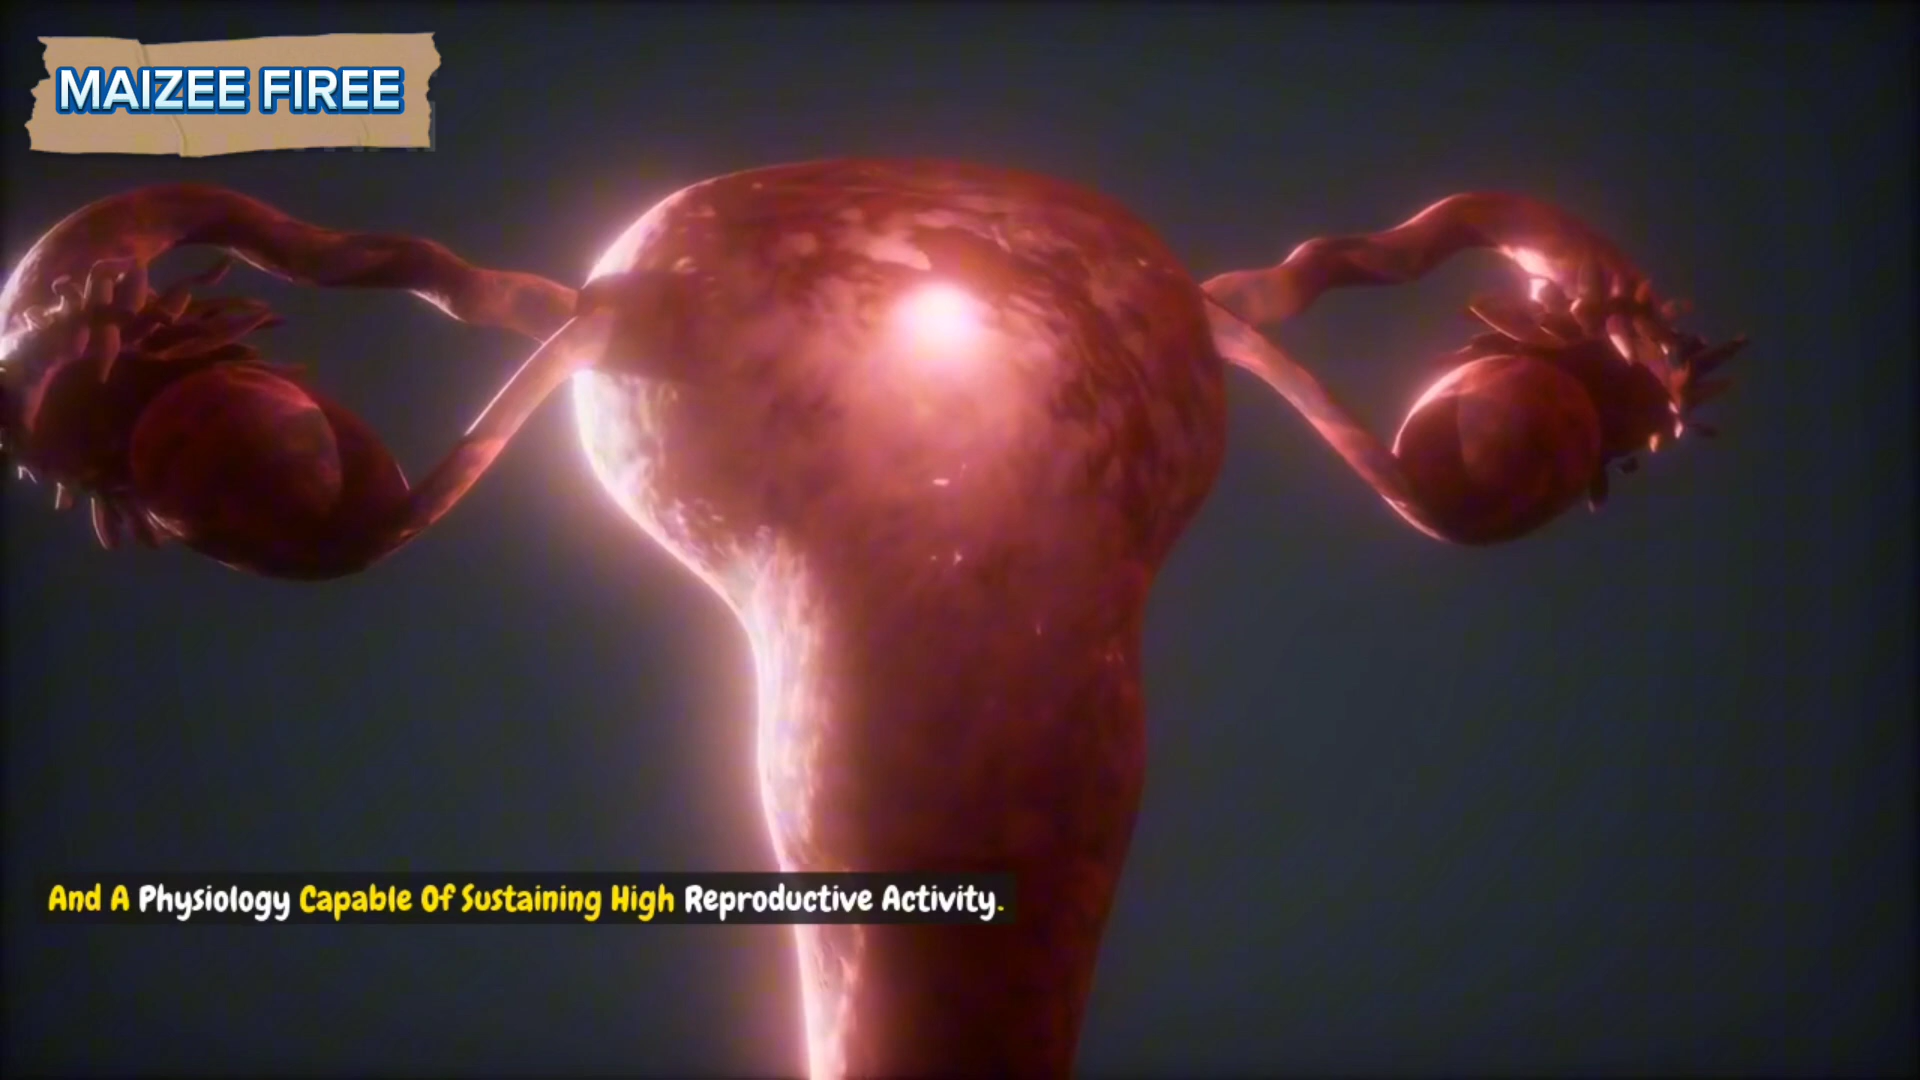 MAIZEE FIREE
And A Physiology Capable Of Sustaining High Reproductive Activity.